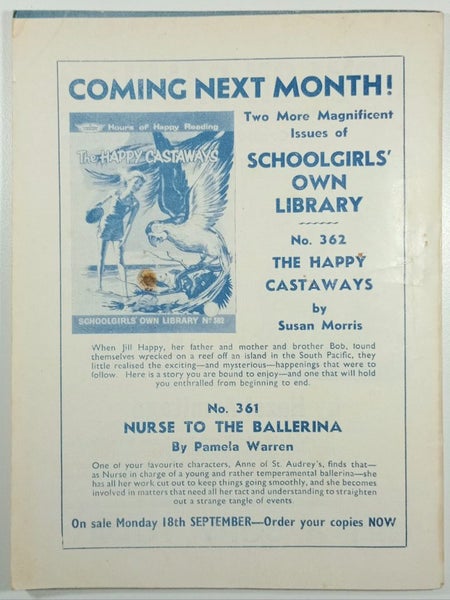 COMING NEXT MONTH!
Hours of Happy Reading
The HAPPY CASTAWAYS
SCHOOLGIRLS' OWN LIBRARY No 362
Two More Magnificent
Issues of
SCHOOLGIRLS'
OWN
LIBRARY
No. 362
THE HAPPY
CASTAWAYS
by
Susan Morris
When Jill Happy, her father and mother and brother Bob, found
themselves wrecked on a reef off an island in the South Pacific, they
little realised the exciting—and mysterious—happenings that were to
follow. Here is a story you are bound to enjoy—and one that will hold
you enthralled from beginning to end.
No. 361
NURSE TO THE BALLERINA
By Pamela Warren
One of your favourite characters, Anne of St. Audrey's, finds that—
as Nurse in charge of a young and rather temperamental ballerina—she
has all her work cut out to keep things going smoothly, and she becomes
involved in matters that need all her tact and understanding to straighten
out a strange tangle of events.
On sale Monday 18th SEPTEMBER—Order your copies NOW